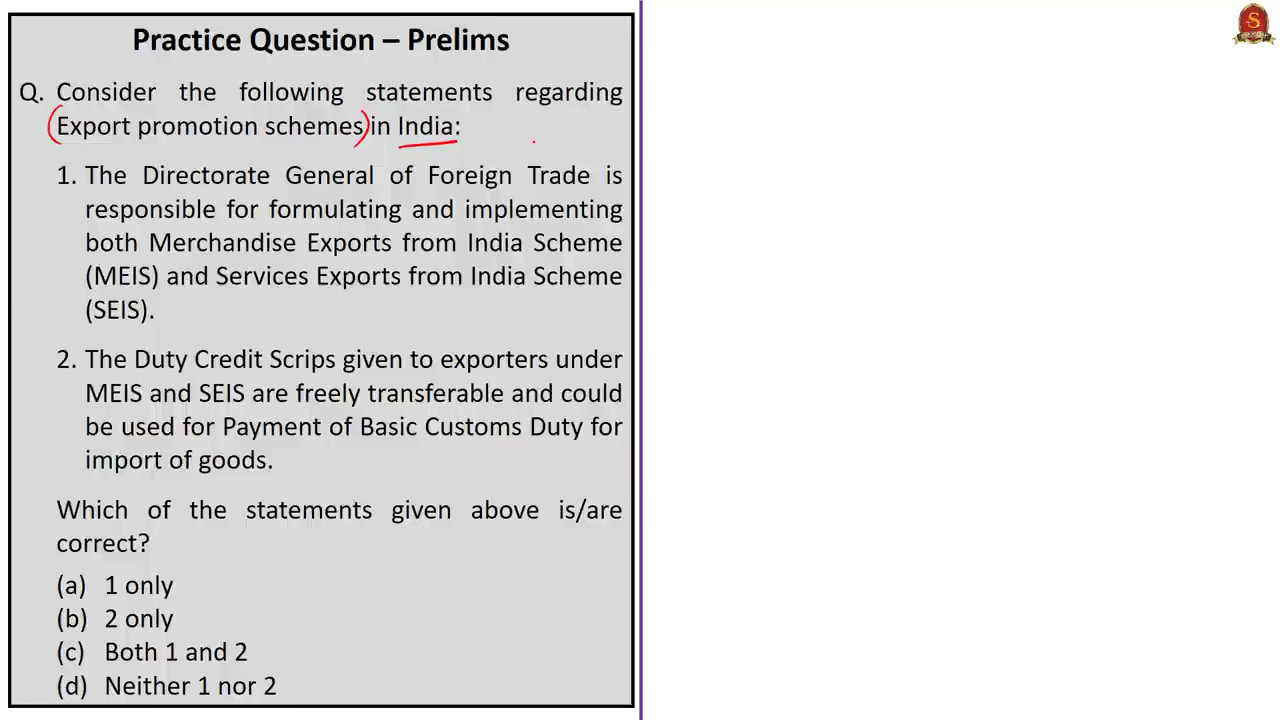 Practice Question – Prelims
Q. Consider the following statements regarding
Export promotion schemes in India:
1. The Directorate General of Foreign Trade is
responsible for formulating and implementing
both Merchandise Exports from India Scheme
(MEIS) and Services Exports from India Scheme
(SEIS).
2. The Duty Credit Scrips given to exporters under
MEIS and SEIS are freely transferable and could
be used for Payment of Basic Customs Duty for
import of goods.
Which of the statements given above is/are
correct?
(a) 1 only
(b) 2 only
(c) Both 1 and 2
(d) Neither 1 nor 2